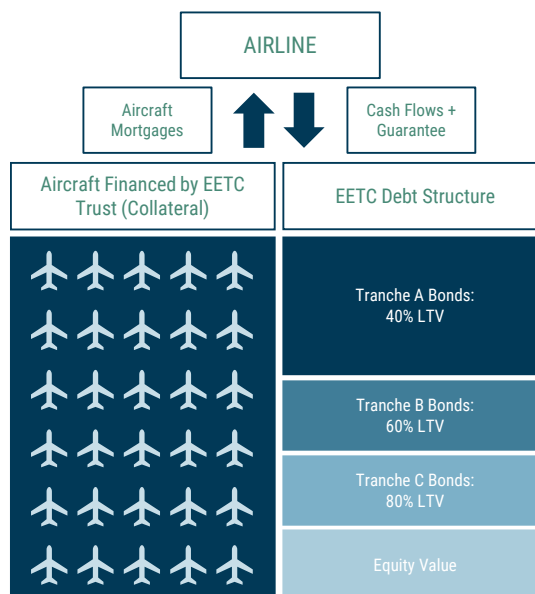 AIRLINE
Aircraft
Mortgages
Cash Flows +
Guarantee
Aircraft Financed by EETC
Trust (Collateral)
EETC Debt Structure
Tranche A Bonds:
40% LTV
Tranche B Bonds:
60% LTV
Tranche C Bonds:
80% LTV
Equity Value